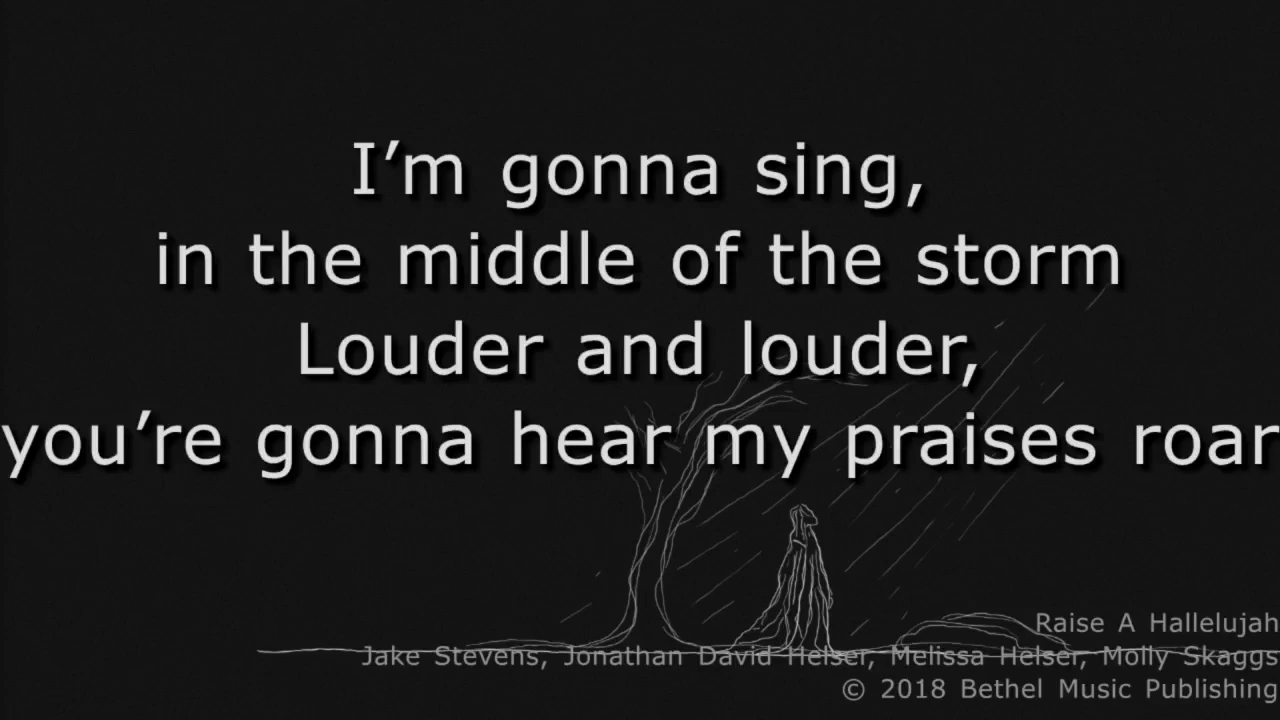 I’m gonna sing,
in the middle of the storm
Louder and louder,
you’re gonna hear my praises roar
Raise A Hallelujah
Jake Stevens, Jonathan David Helser, Melissa Helser, Molly Skaggs
© 2018 Bethel Music Publishing